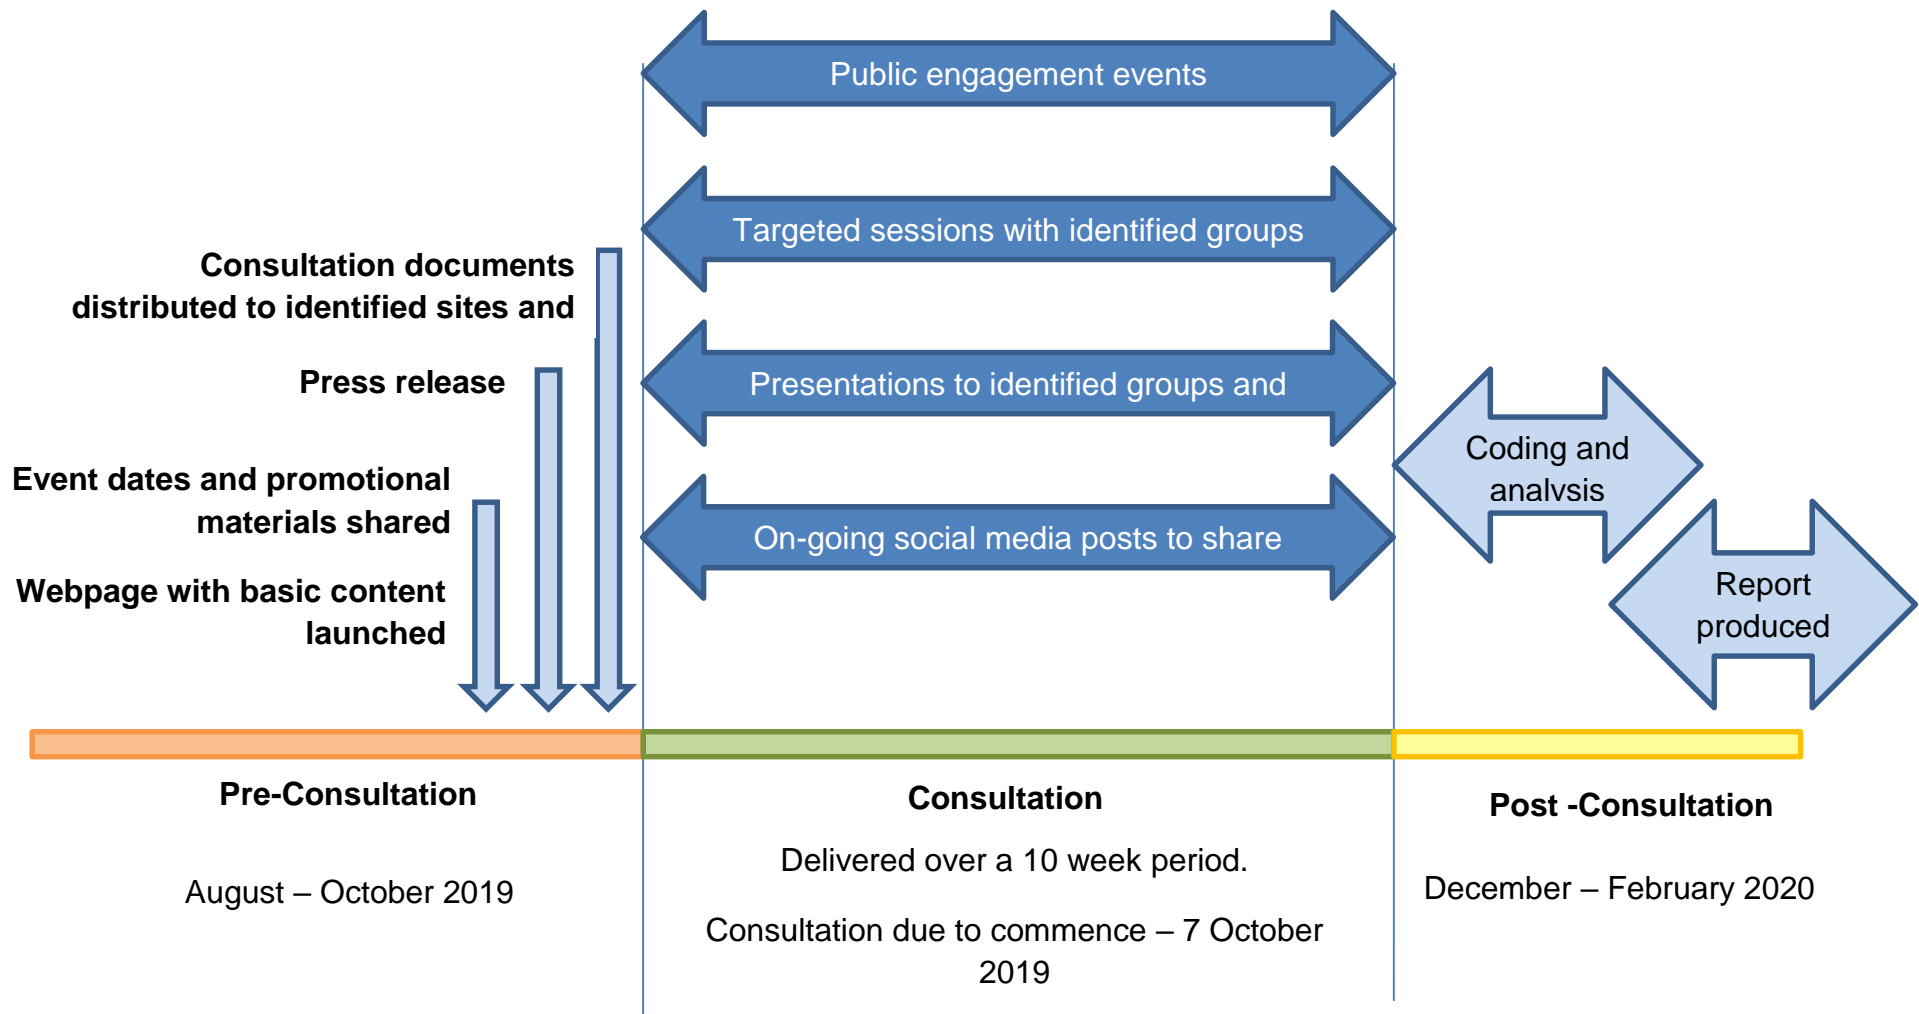 Public engagement events
Targeted sessions with identified groups
Consultation documents
distributed to identified sites and
Press release
Presentations to identified groups and
Event dates and promotional
materials shared
On-going social media posts to share
Webpage with basic content
launched
Coding and
analysis
Report
produced
Pre-Consultation
August – October 2019
Consultation
Delivered over a 10 week period.
Consultation due to commence – 7 October
2019
Post -Consultation
December – February 2020